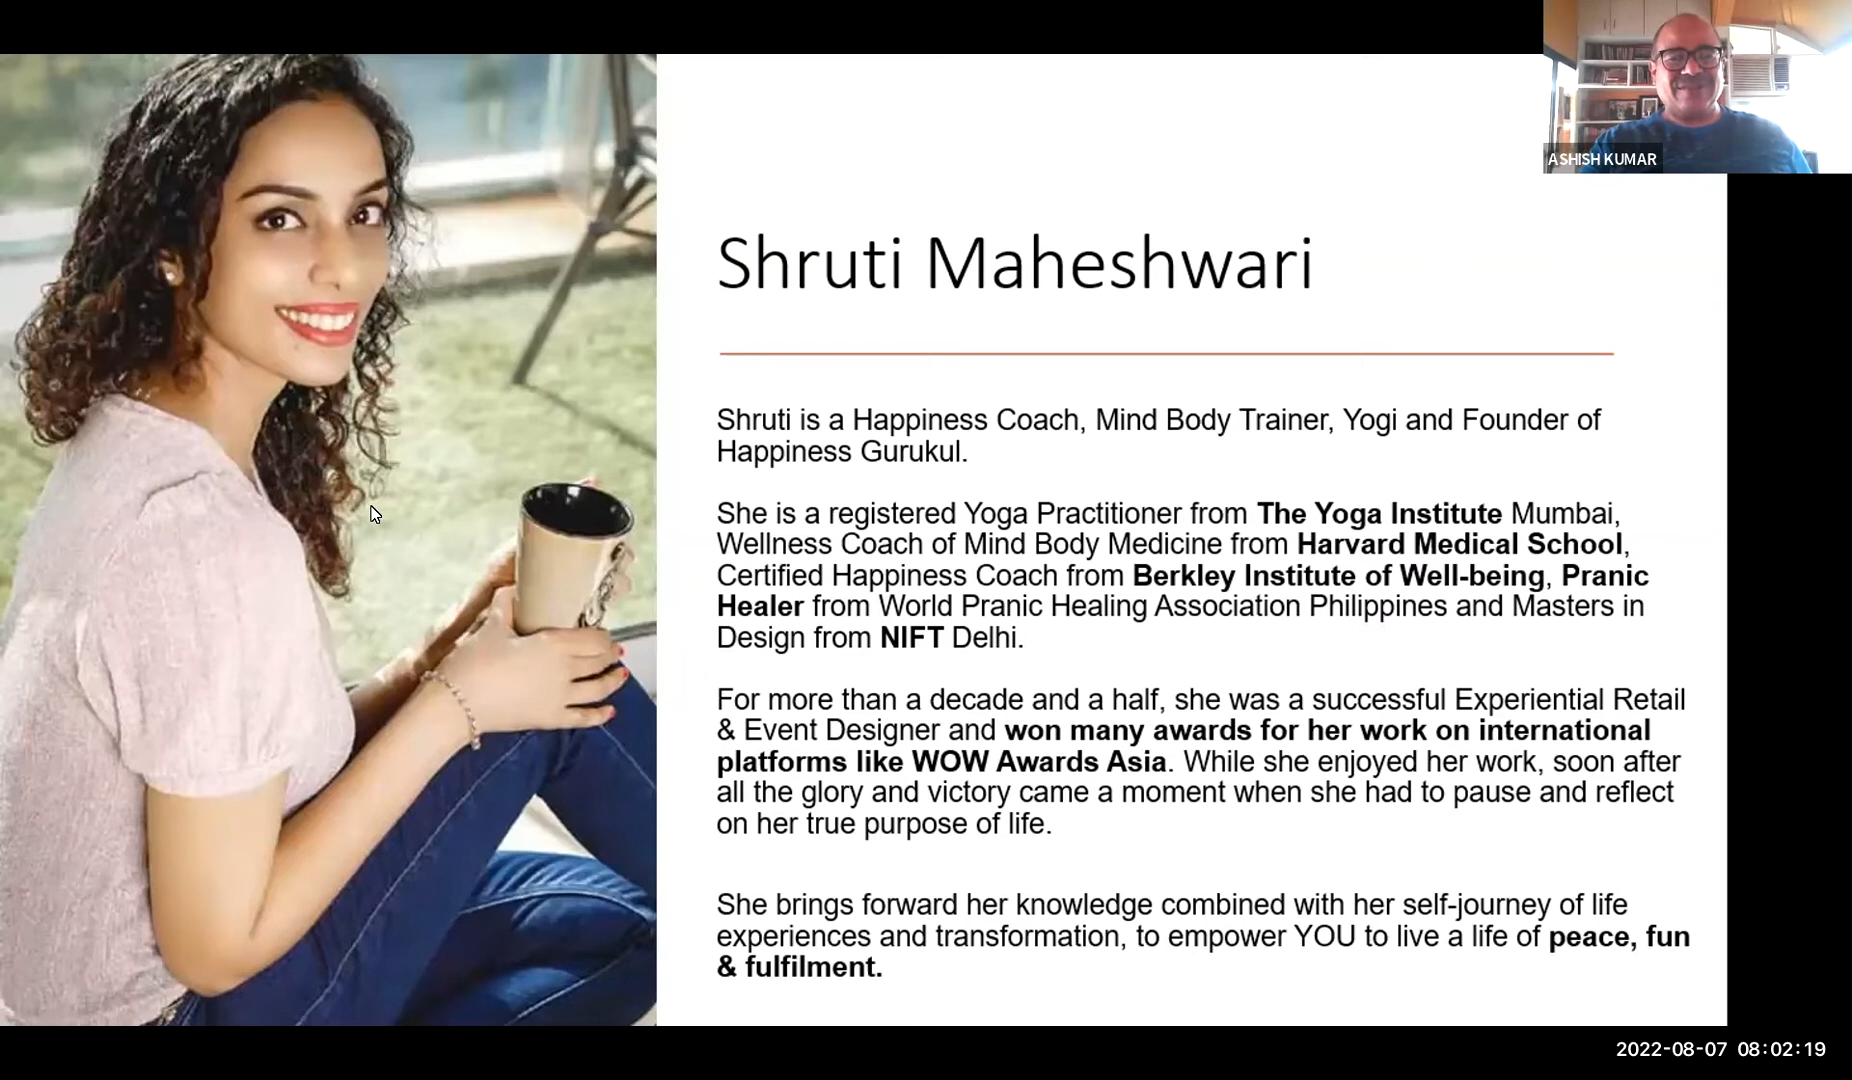 ASHISH KUMAR
Shruti Maheshwari
Shruti is a Happiness Coach, Mind Body Trainer, Yogi and Founder of
Happiness Gurukul.
She is a registered Yoga Practitioner from The Yoga Institute Mumbai,
Wellness Coach of Mind Body Medicine from Harvard Medical School,
Certified Happiness Coach from Berkley Institute of Well-being, Pranic
Healer from World Pranic Healing Association Philippines and Masters in
Design from NIFT Delhi.
For more than a decade and a half, she was a successful Experiential Retail
& Event Designer and won many awards for her work on international
platforms like WOW Awards Asia. While she enjoyed her work, soon after
all the glory and victory came a moment when she had to pause and reflect
on her true purpose of life.
She brings forward her knowledge combined with her self-journey of life
experiences and transformation, to empower YOU to live a life of peace, fun
& fulfilment.
2022-08-07 08:02:19